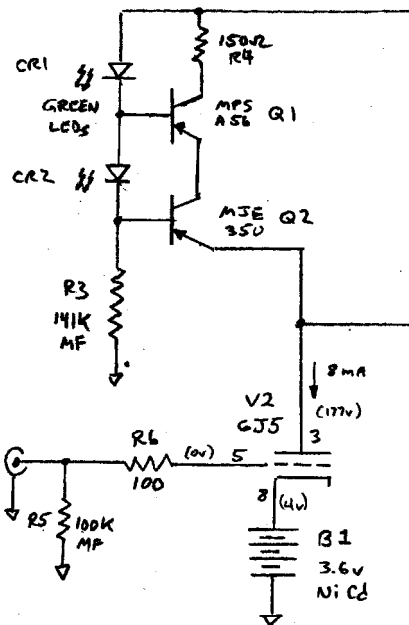 CR1
GREEN
LEDs
150Ω
R4
MPS
A56 Q1
CR2
MJE
350 Q2
R3
141K
MF
8 mA
V2
6J5
(177V)
3
R6
100
(0V)
5
8 (4V)
R5
100K
MF
B1
3.6V
Ni Cd